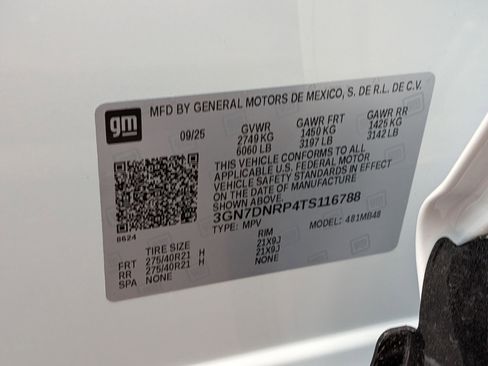 gm
MFD BY GENERAL MOTORS DE MEXICO, S. DE R.L. DE C.V.
09/25 GVWR GAWR FRT GAWR RR
2749 KG 1450 KG 1425 KG
6060 LB 3197 LB 3142 LB
THIS VEHICLE CONFORMS TO ALL
APPLICABLE U.S. FEDERAL MOTOR
VEHICLE SAFETY STANDARDS IN EFFECT
ON THE DATE OF MANUFACTURE
SHOWN ABOVE.
3GN7DNRP4TS116788
TYPE: MPV MODEL: 481MB48
8624
TIRE SIZE RIM
FRT 275/40R21 H 21X9J
RR 275/40R21 H 21X9J
SPA NONE NONE